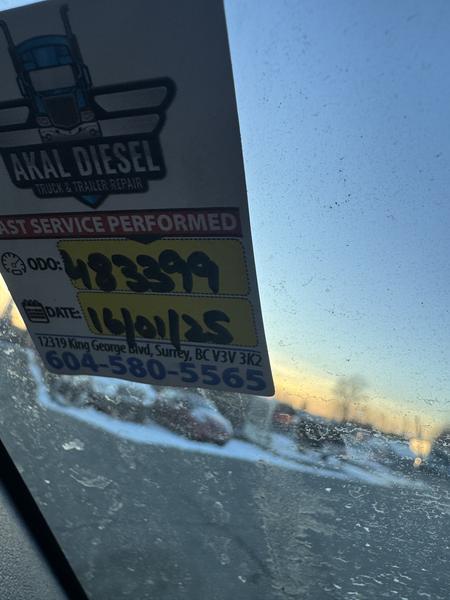 AKAL DIESEL
TRUCK & TRAILER REPAIR
AST SERVICE PERFORMED
ODO: 483399
DATE: 16/01/25
12319 King George Blvd, Surrey, BC V3V 3K2
604-580-5565